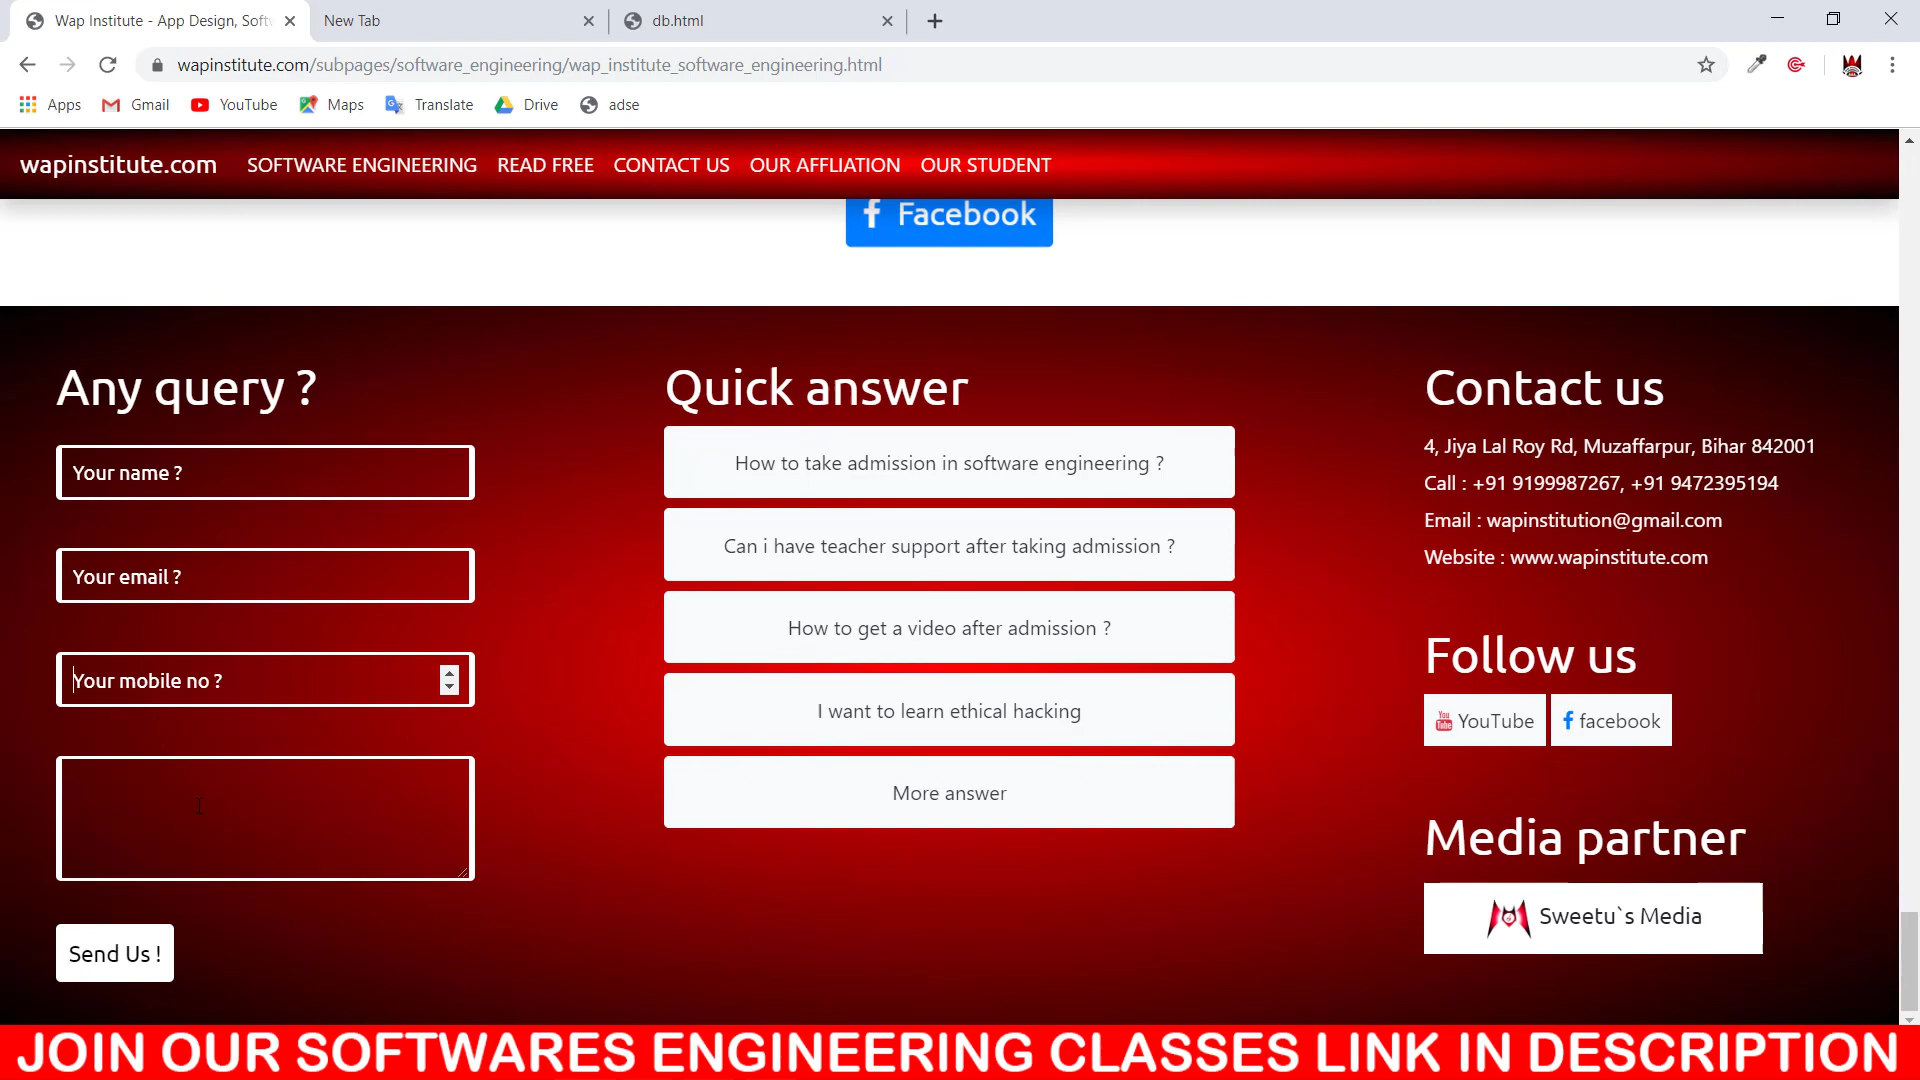 Wap Institute - App Design, Soft
New Tab
db.html
wapinstitute.com/subpages/software_engineering/wap_institute_software_engineering.html
Apps
Gmail
YouTube
Maps
Translate
Drive
adse
wapinstitute.com
SOFTWARE ENGINEERING
READ FREE
CONTACT US
OUR AFFLIATION
OUR STUDENT
Facebook
Any query ?
Your name ?
Your email ?
Your mobile no ?
Send Us !
Quick answer
How to take admission in software engineering ?
Can i have teacher support after taking admission ?
How to get a video after admission ?
I want to learn ethical hacking
More answer
Contact us
4, Jiya Lal Roy Rd, Muzaffarpur, Bihar 842001
Call : +91 9199987267, +91 9472395194
Email : wapinstitution@gmail.com
Website : www.wapinstitute.com
Follow us
YouTube
facebook
Media partner
Sweetu`s Media
JOIN OUR SOFTWARES ENGINEERING CLASSES LINK IN DESCRIPTION